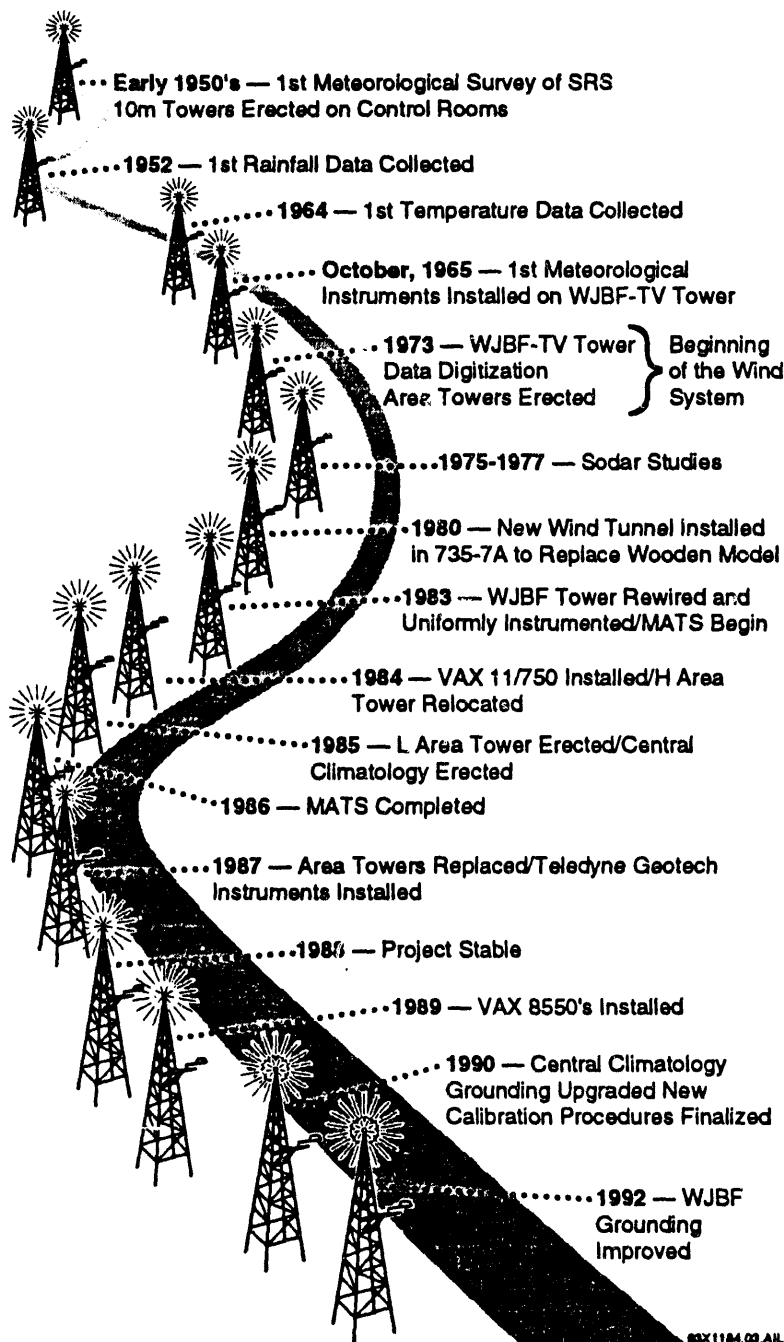 Early 1950's — 1st Meteorological Survey of SRS
10m Towers Erected on Control Rooms
1952 — 1st Rainfall Data Collected
1964 — 1st Temperature Data Collected
October, 1965 — 1st Meteorological
Instruments Installed on WJBF-TV Tower
1973 — WJBF-TV Tower
Data Digitization
Area Towers Erected
Beginning
of the Wind
System
1975-1977 — Sodar Studies
1980 — New Wind Tunnel Installed
in 735-7A to Replace Wooden Model
1983 — WJBF Tower Rewired and
Uniformly Instrumented/MATS Begin
1984 — VAX 11/750 Installed/H Area
Tower Relocated
1985 — L Area Tower Erected/Central
Climatology Erected
1986 — MATS Completed
1987 — Area Towers Replaced/Teledyne Geotech
Instruments Installed
— Project Stable
1989 — VAX 8550's Installed
1990 — Central Climatology
Grounding Upgraded New
Calibration Procedures Finalized
1992 — WJBF
Grounding
Improved